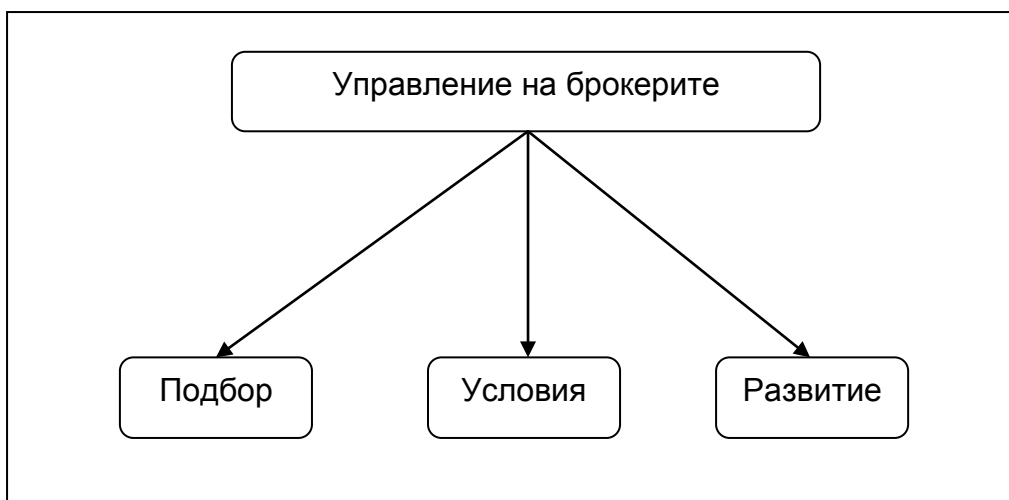 Управление на брокерите
Подбор
Условия
Развитие